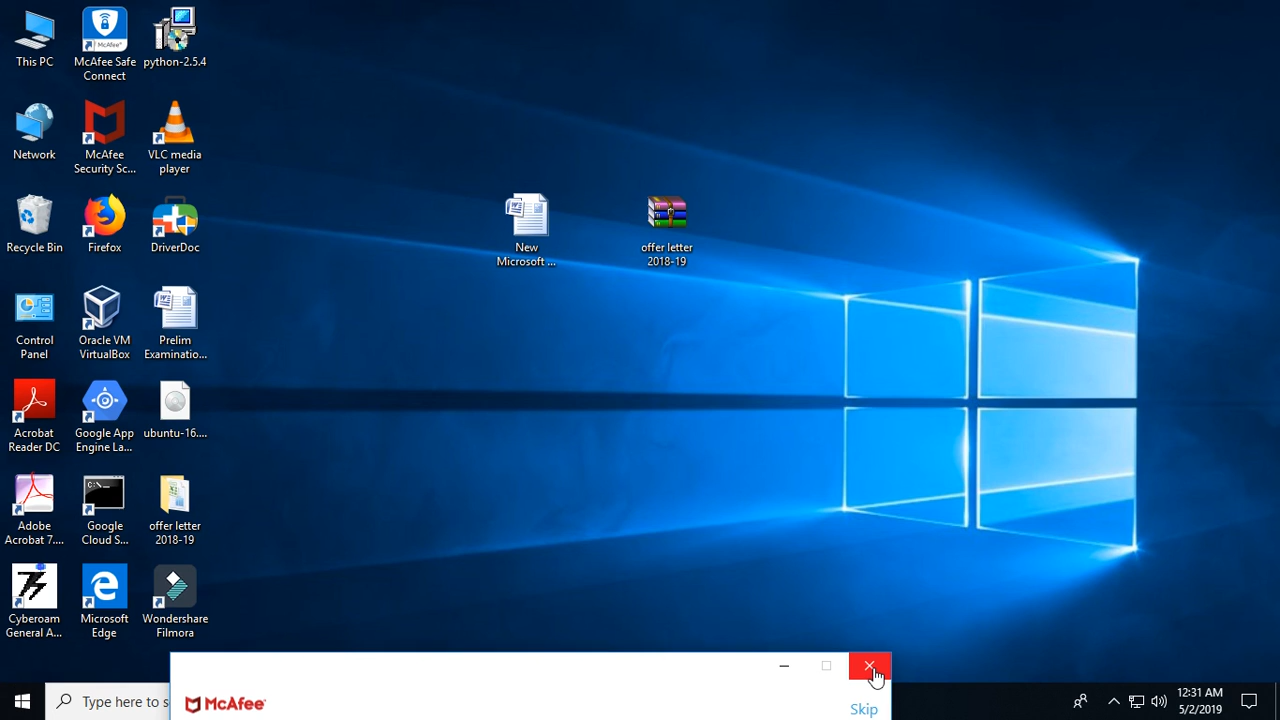 This PC
McAfee Safe
Connect
python-2.5.4
Network
McAfee
Security Sc...
VLC media
player
Recycle Bin
Firefox
DriverDoc
New
Microsoft ...
offer letter
2018-19
Control
Panel
Oracle VM
VirtualBox
Prelim
Examinatio...
Acrobat
Reader DC
Google App
Engine La...
ubuntu-16....
Adobe
Acrobat 7....
Google
Cloud S...
offer letter
2018-19
Cyberoam
General A...
Microsoft
Edge
Wondershare
Filmora
McAfee
Skip
Type here to s
12:31 AM
5/2/2019